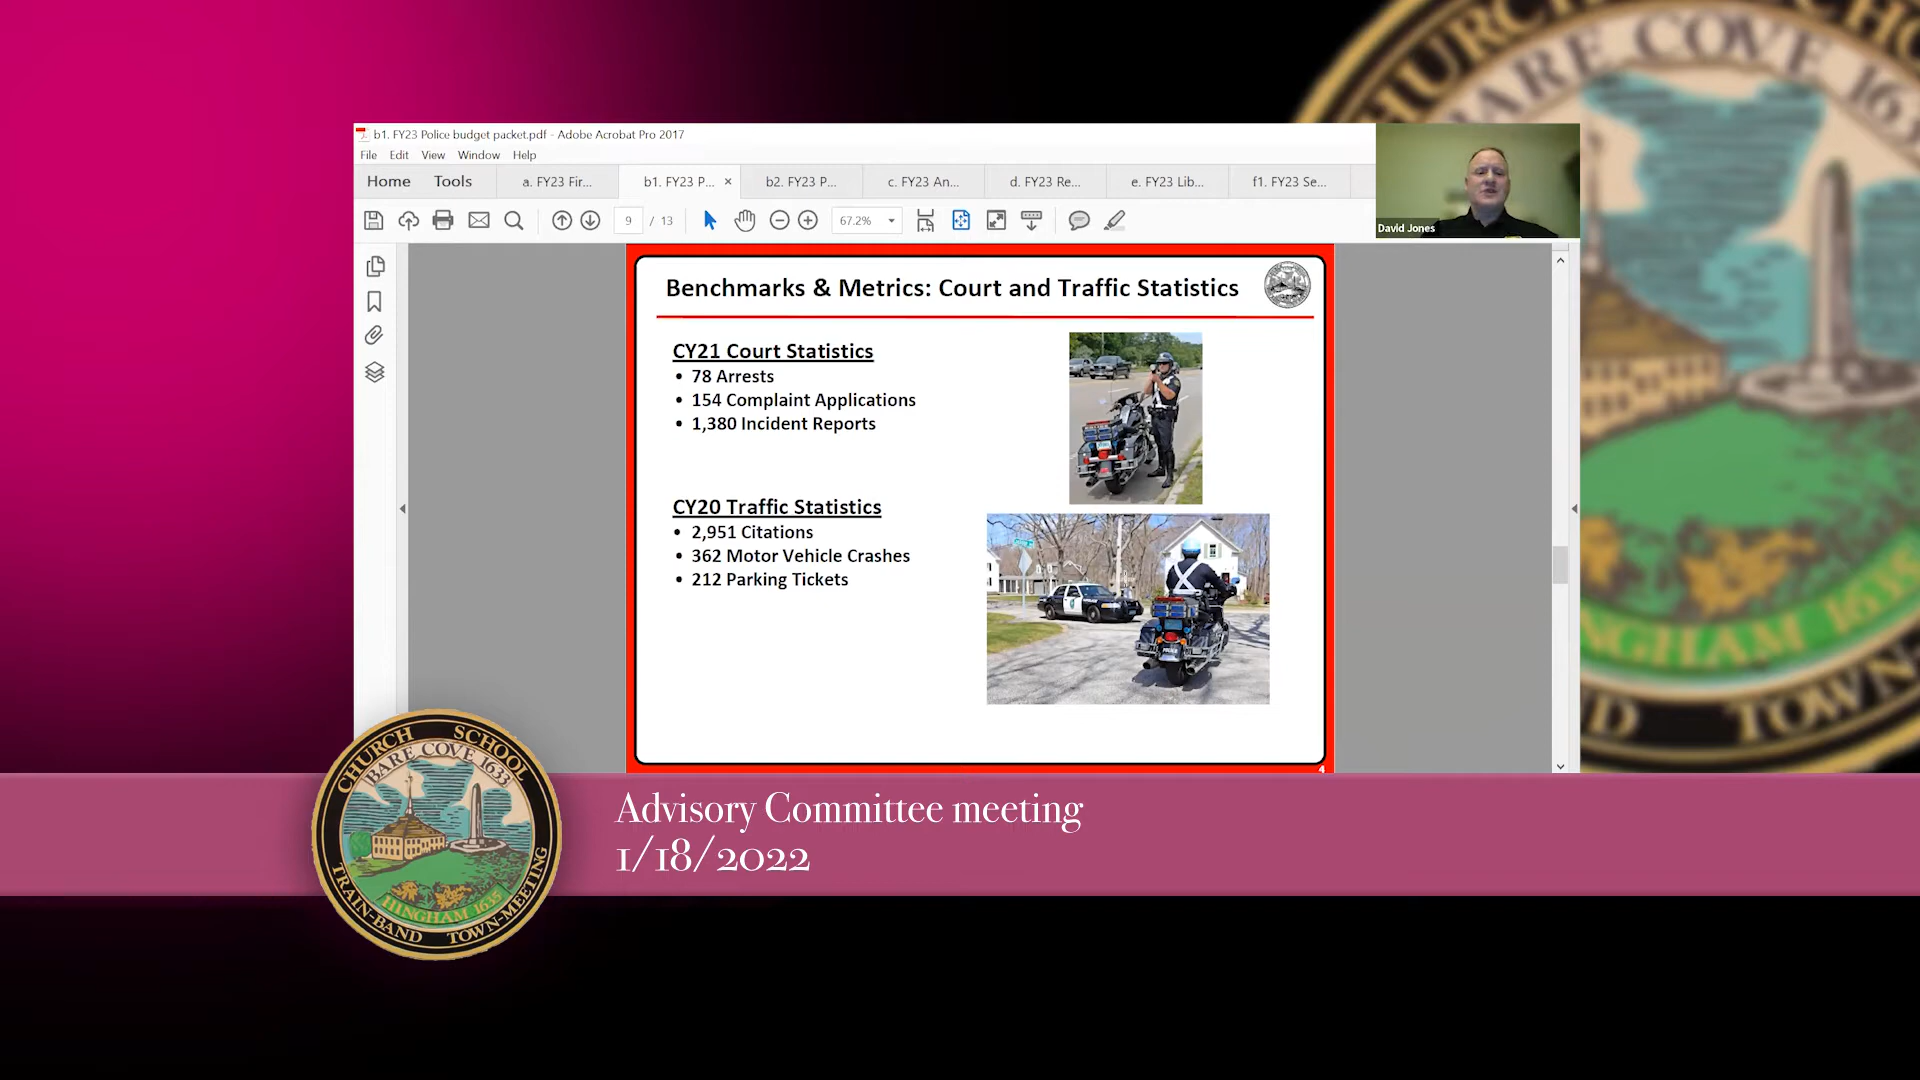 b1. FY23 Police budget packet.pdf - Adobe Acrobat Pro 2017
File Edit View Window Help
Home Tools a. FY23 Fir... b1. FY23 P... × b2. FY23 P... c. FY23 An... d. FY23 Re... e. FY23 Lib... f1. FY23 Se...
9 / 13 67.2%
David Jones
Benchmarks & Metrics: Court and Traffic Statistics
CY21 Court Statistics
• 78 Arrests
• 154 Complaint Applications
• 1,380 Incident Reports
CY20 Traffic Statistics
• 2,951 Citations
• 362 Motor Vehicle Crashes
• 212 Parking Tickets
4
CHURCH SCHOOL
BARE COVE 1633
HINGHAM 1635
TRAIN-BAND TOWN-MEETING
Advisory Committee meeting
1/18/2022